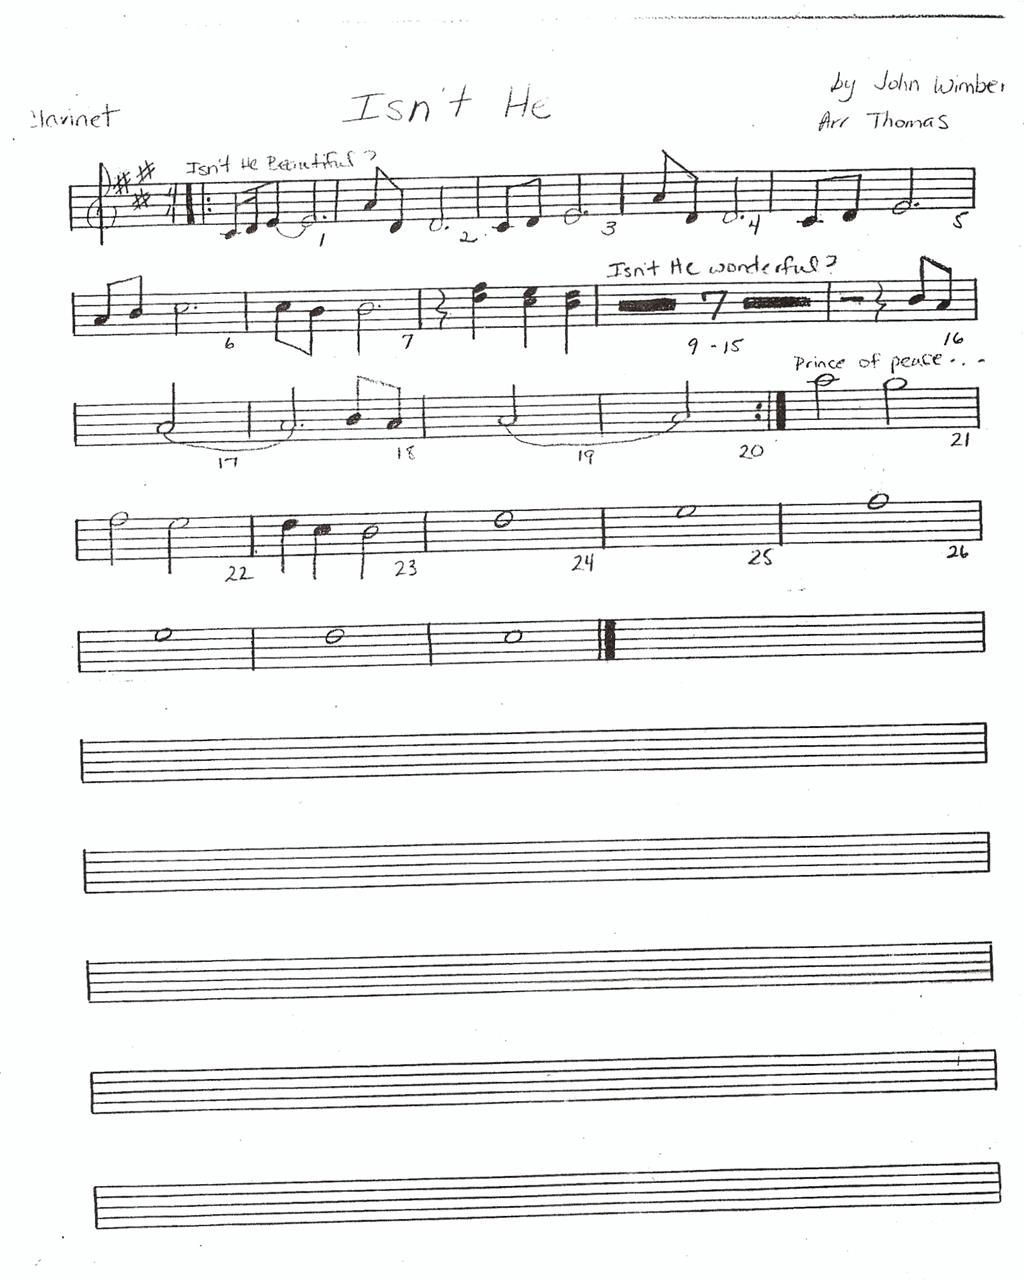 by John Wimber
Isn't He
Clarinet
Arr Thomas
Isn't He Beautiful?
1 2 3 4 5
Isn't He wonderful?
7
6 7 9 - 15 16
Prince of peace...
17 18 19 20 21
22 23 24 25 26